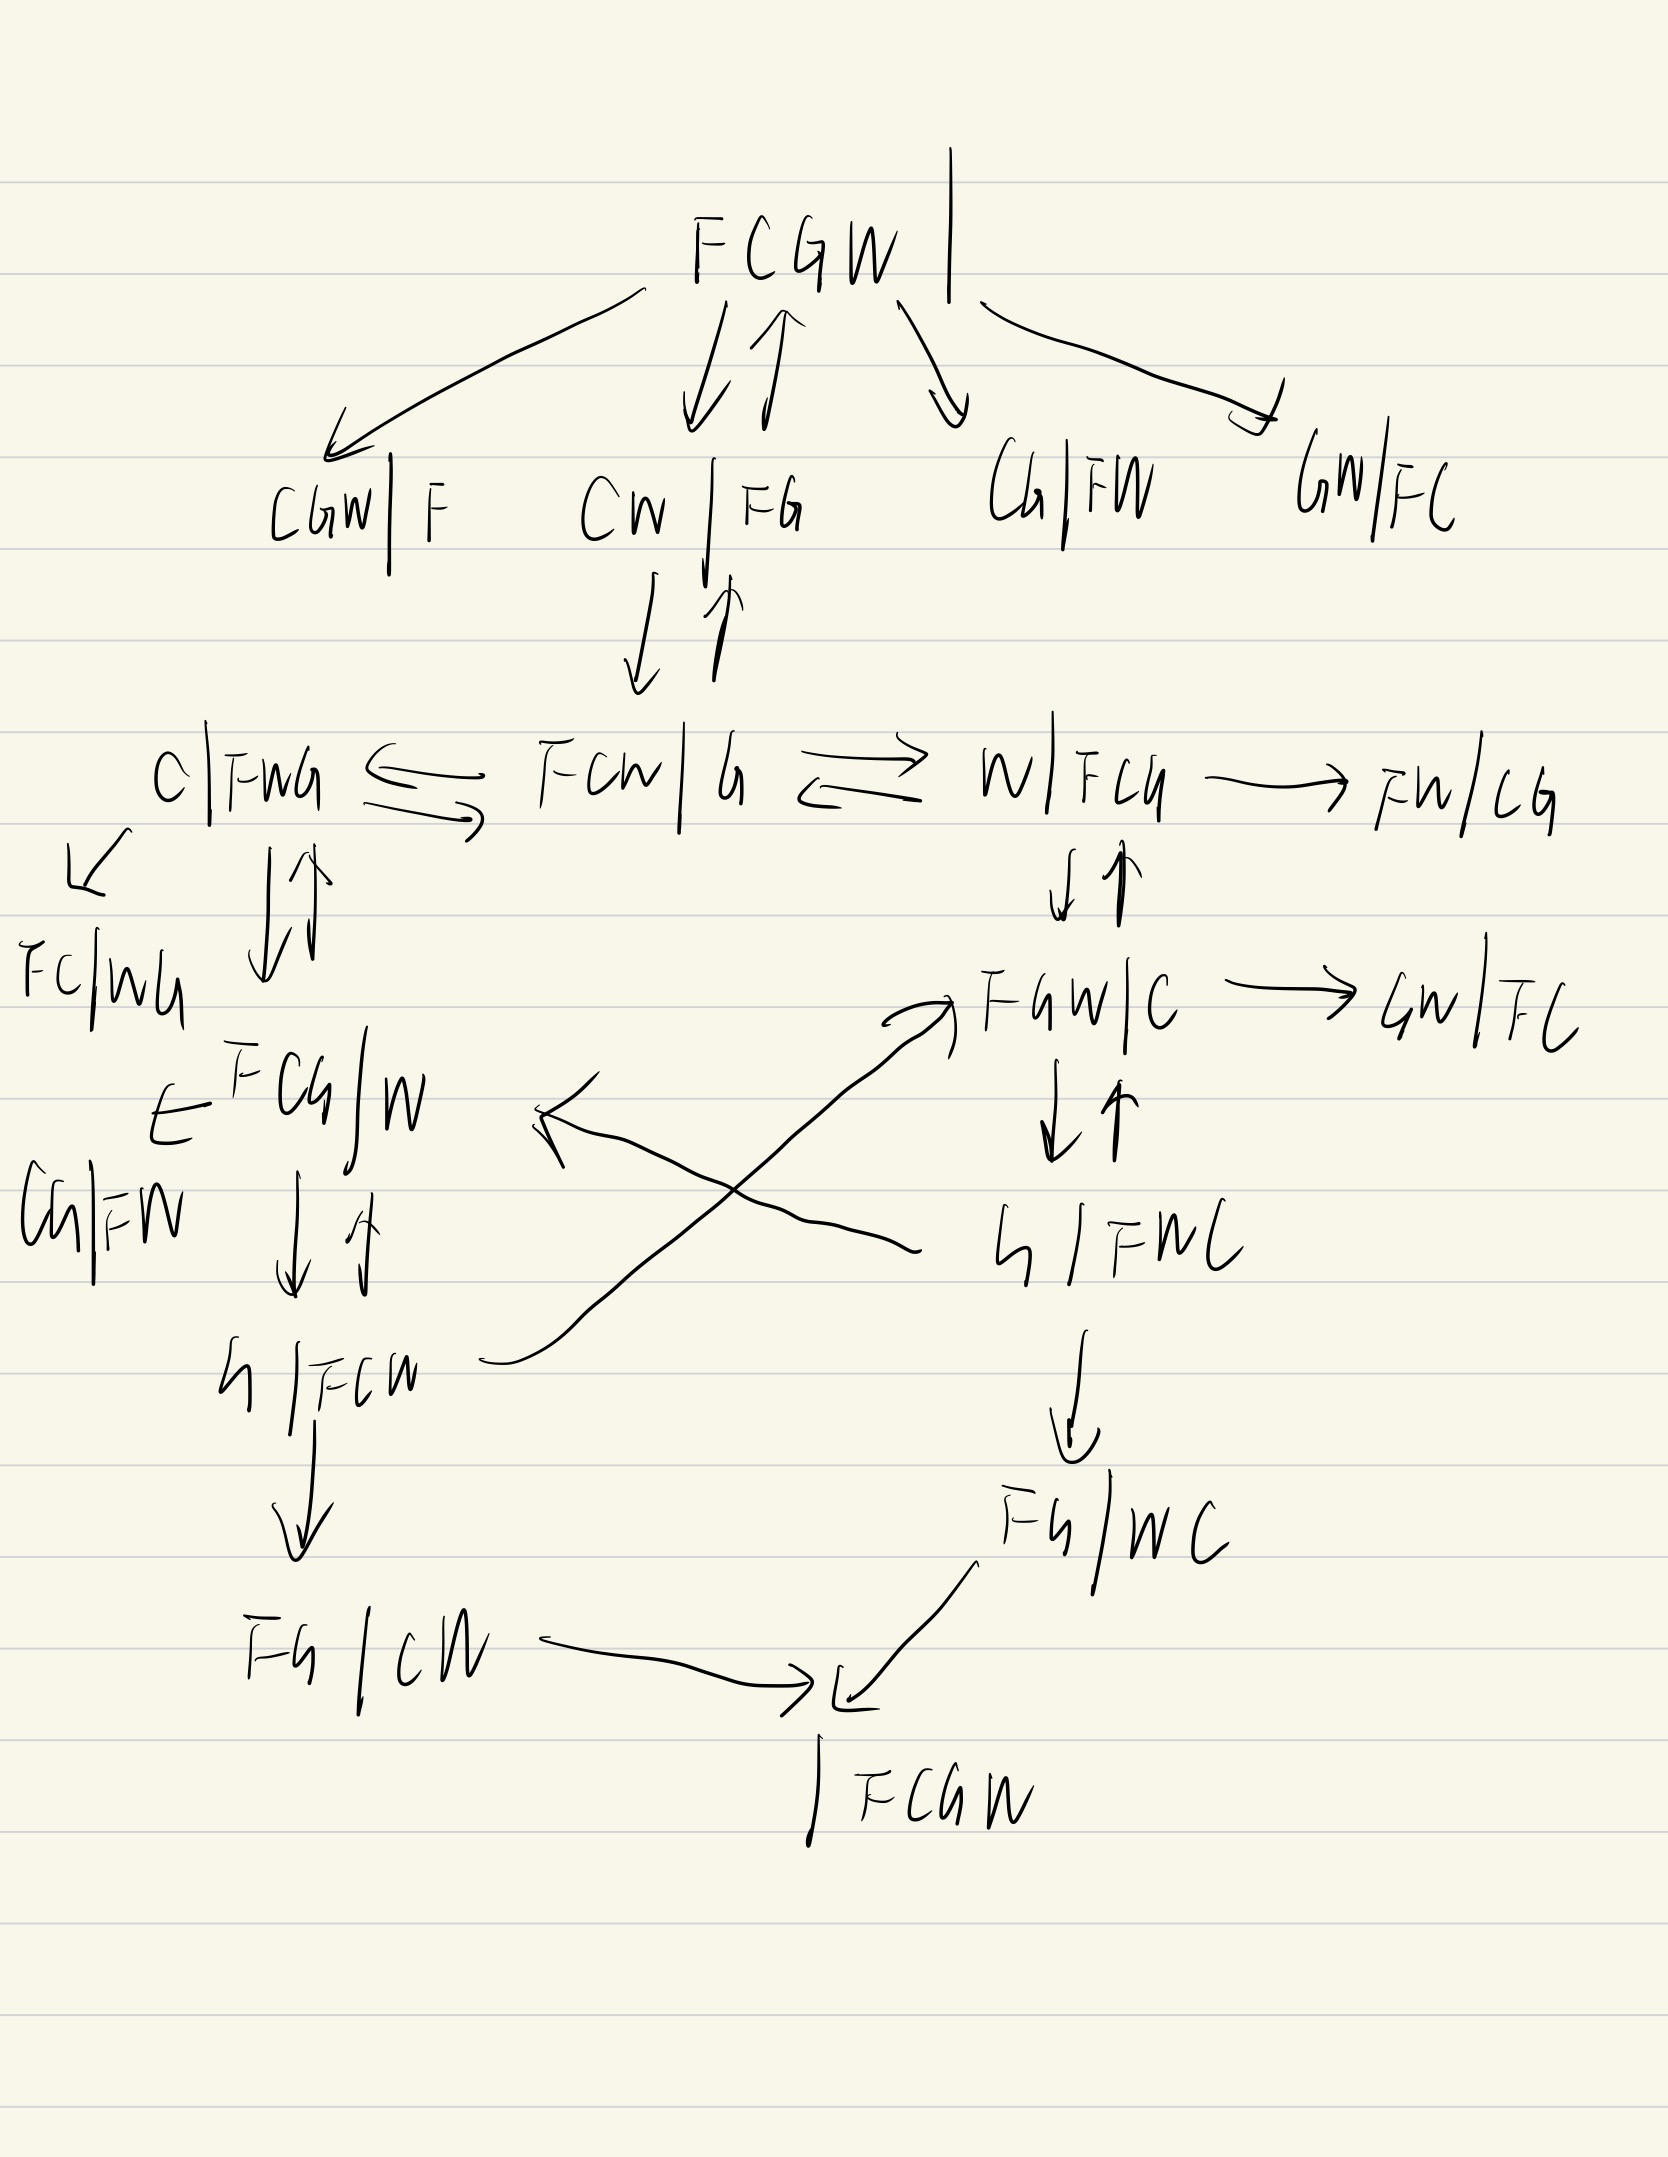 FCGW |
CGW | F
CW | FG
CG | FW
GW / FC
C | FWG
FCW | G
W | FCG
FW / CG
FC | WG
FGW | C
GW / FC
FCG / W
CG | FW
G / FWC
G / FCW
FG / WC
FG / CW
| FCGW